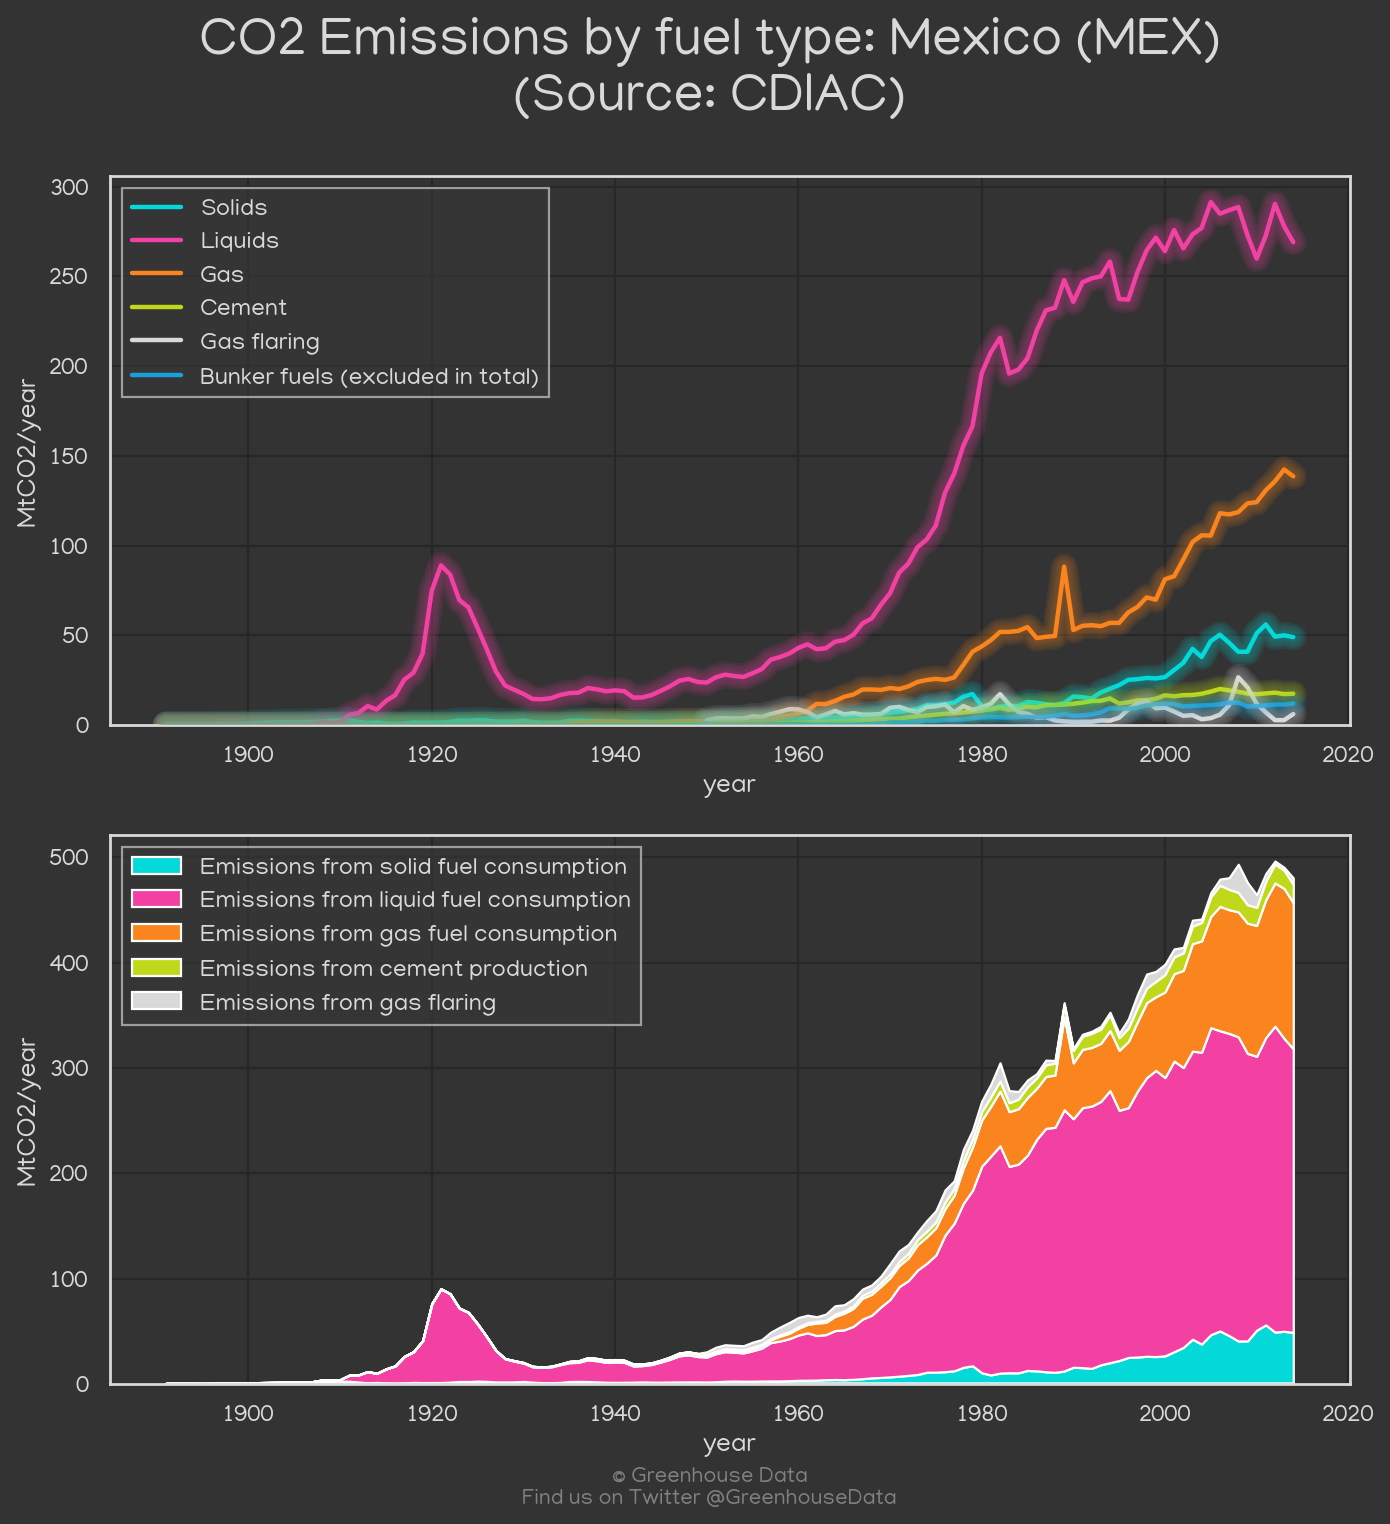 CO2 Emissions by fuel type: Mexico (MEX)
(Source: CDIAC)
300
250
200
150
100
50
0
MtCO2/year
Solids
Liquids
Gas
Cement
Gas flaring
Bunker fuels (excluded in total)
1900 1920 1940 1960 1980 2000 2020
year
500
400
300
200
100
0
MtCO2/year
Emissions from solid fuel consumption
Emissions from liquid fuel consumption
Emissions from gas fuel consumption
Emissions from cement production
Emissions from gas flaring
1900 1920 1940 1960 1980 2000 2020
year
© Greenhouse Data
Find us on Twitter @GreenhouseData